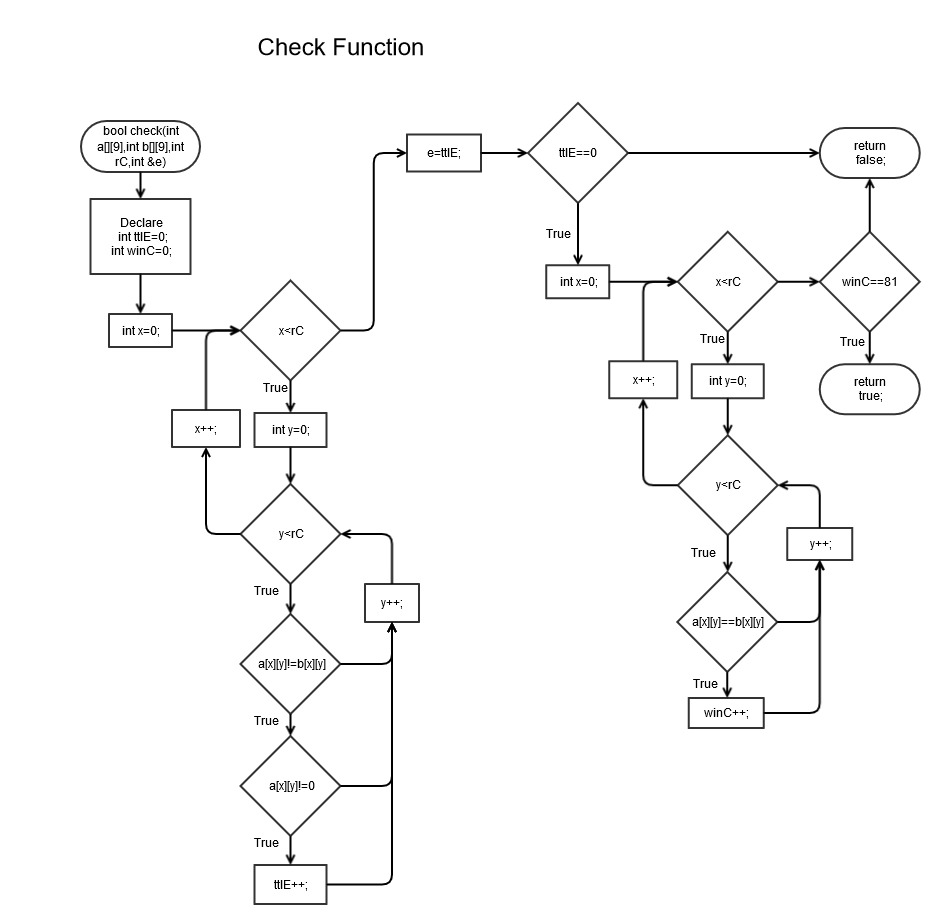 Check Function
bool check(int
a[][9],int b[][9],int
rC,int &e)
Declare
int ttlE=0;
int winC=0;
int x=0;
x<rC
True
x++;
int y=0;
y<rC
True
y++;
a[x][y]!=b[x][y]
True
a[x][y]!=0
True
ttlE++;
e=ttlE;
ttlE==0
True
int x=0;
x<rC
True
x++;
int y=0;
y<rC
True
y++;
a[x][y]==b[x][y]
True
winC++;
winC==81
True
return
false;
return
true;